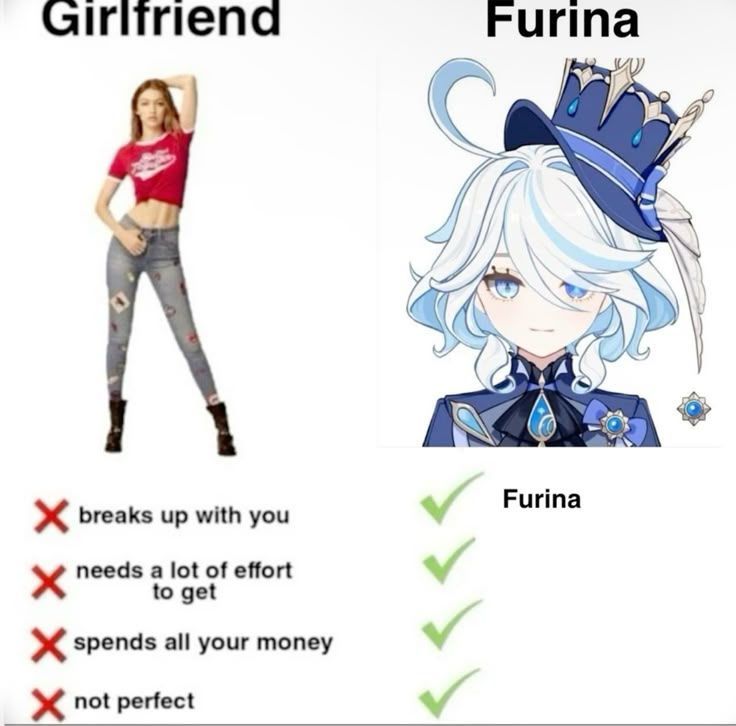 Girlfriend
Furina
breaks up with you
Furina
needs a lot of effort
to get
spends all your money
not perfect